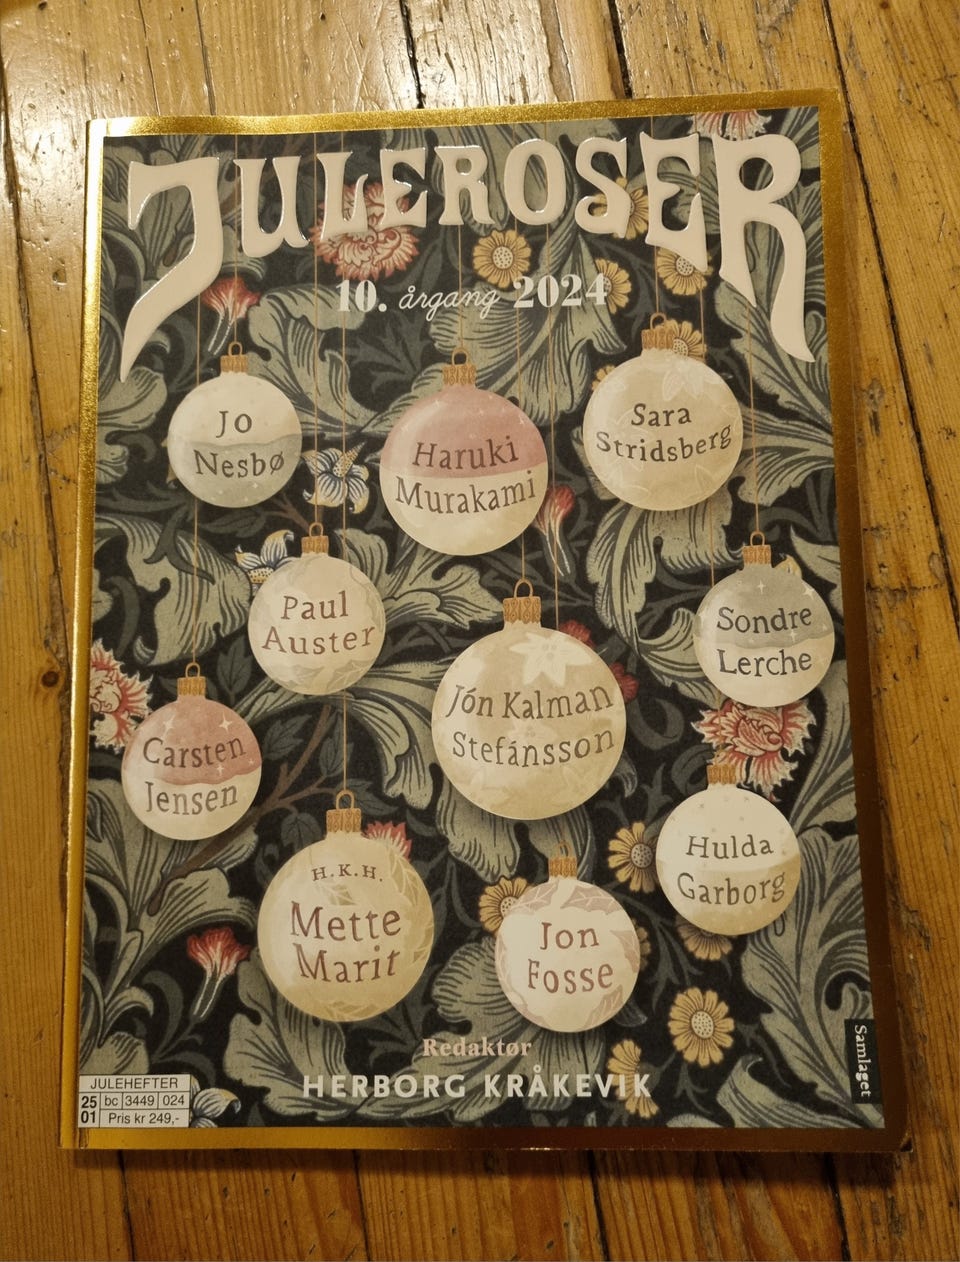 JULEROSER
10. årgang 2024
Jo
Nesbø
Haruki
Murakami
Sara
Stridsberg
Paul
Auster
Sondre
Lerche
Jón Kalman
Stefánsson
Carsten
Jensen
Hulda
Garborg
H.K.H.
Mette
Marit
Jon
Fosse
Redaktør
HERBORG KRÅKEVIK
Samlaget
JULEHEFTER
25 bc 3449 024
01 Pris kr 249,-